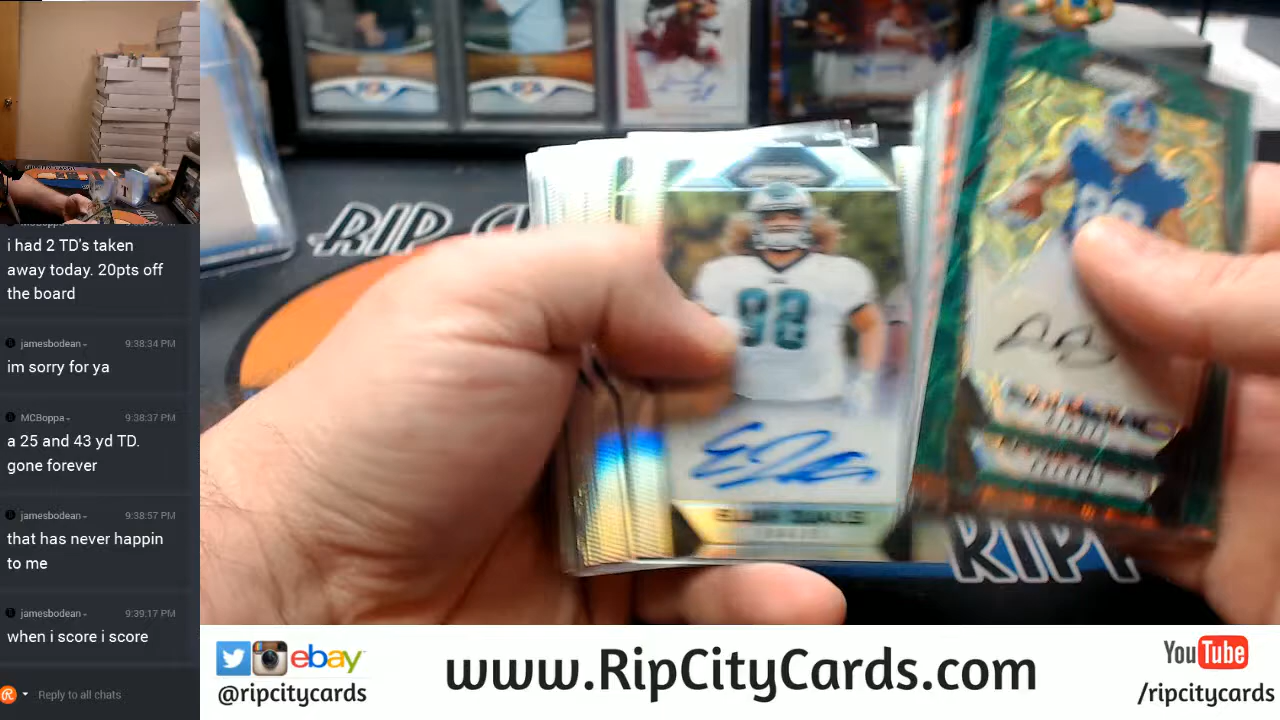 i had 2 TD's taken
away today. 20pts off
the board
jamesbodean
9:38:34 PM
im sorry for ya
MCBoppa
9:38:37 PM
a 25 and 43 yd TD.
gone forever
jamesbodean
9:38:57 PM
that has never happin
to me
jamesbodean
9:39:17 PM
when i score i score
Reply to all chats
RIP
98
RIP
ebay
@ripcitycards
www.RipCityCards.com
YouTube
/ripcitycards